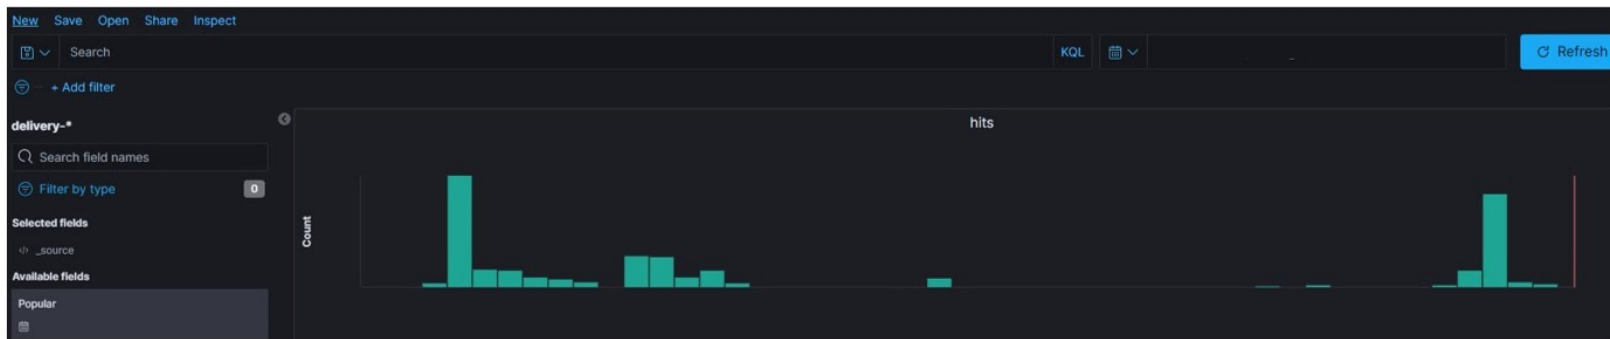 New Save Open Share Inspect
Search KQL Refresh
+ Add filter
delivery-*
Search field names
Filter by type 0
Selected fields
_source
Available fields
Popular
hits
Count